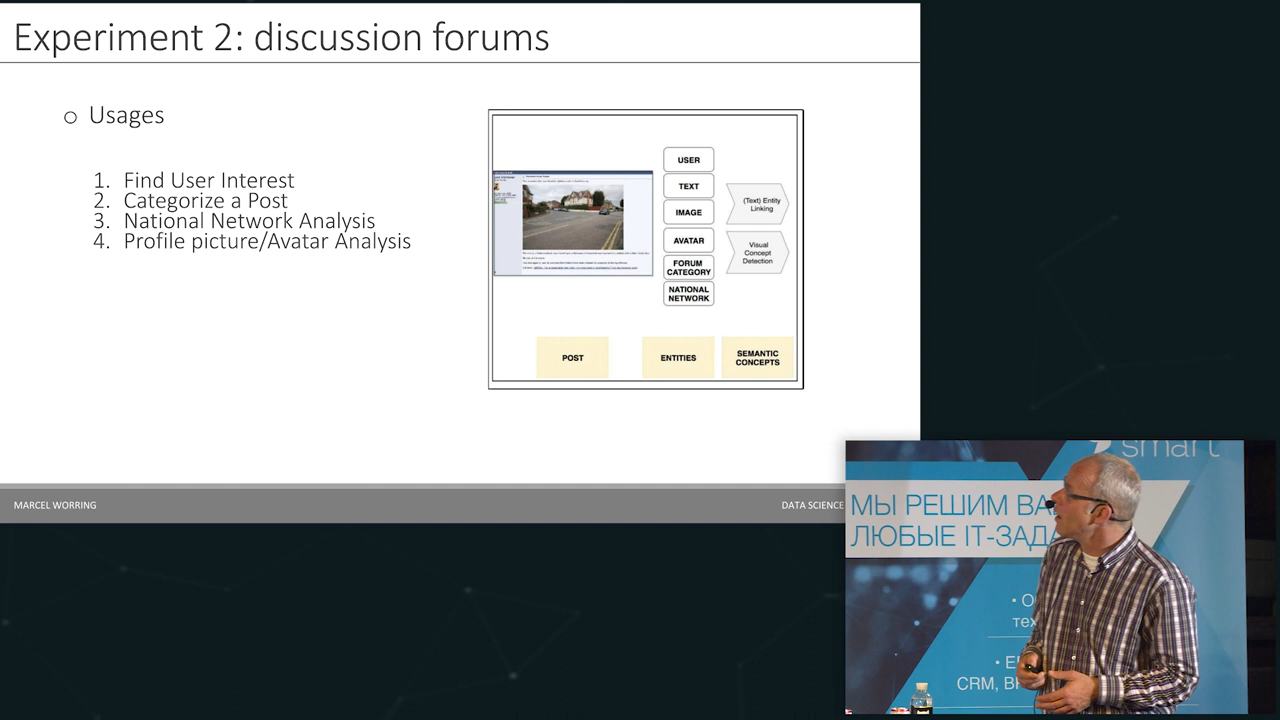 Experiment 2: discussion forums
o Usages
1. Find User Interest
2. Categorize a Post
3. National Network Analysis
4. Profile picture/Avatar Analysis
USER
TEXT
IMAGE
AVATAR
FORUM
CATEGORY
NATIONAL
NETWORK
(Text) Entity
Linking
Visual
Concept
Detection
POST
ENTITIES
SEMANTIC
CONCEPTS
MARCEL WORRING
DATA SCIENCE
smart
МЫ РЕШИМ
ЛЮБЫЕ IT-ЗАДА
CRM,